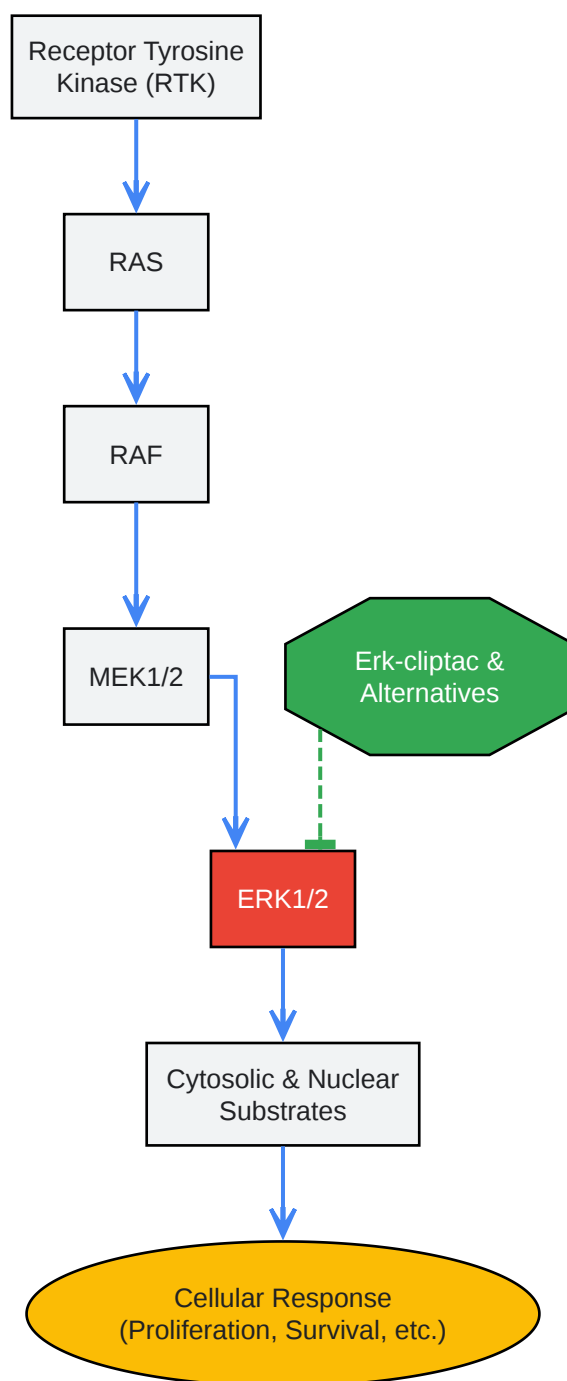 Receptor Tyrosine
Kinase (RTK)
RAS
RAF
MEK1/2
Erk-cliptac &
Alternatives
ERK1/2
Cytosolic & Nuclear
Substrates
Cellular Response
(Proliferation, Survival, etc.)